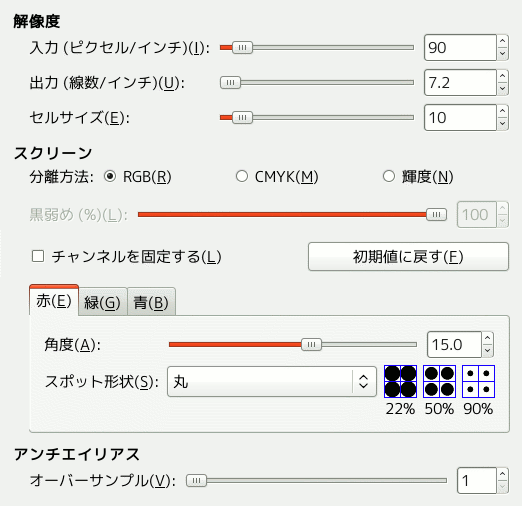 解像度
入力 (ピクセル/インチ)(I): 90
出力 (線数/インチ)(U): 7.2
セルサイズ(E): 10
スクリーン
分離方法: RGB(R) CMYK(M) 輝度(N)
黒弱め (%)(L): 100
チャンネルを固定する(L) 初期値に戻す(F)
赤(E) 緑(G) 青(B)
角度(A): 15.0
スポット形状(S): 丸
22% 50% 90%
アンチエイリアス
オーバーサンプル(V): 1